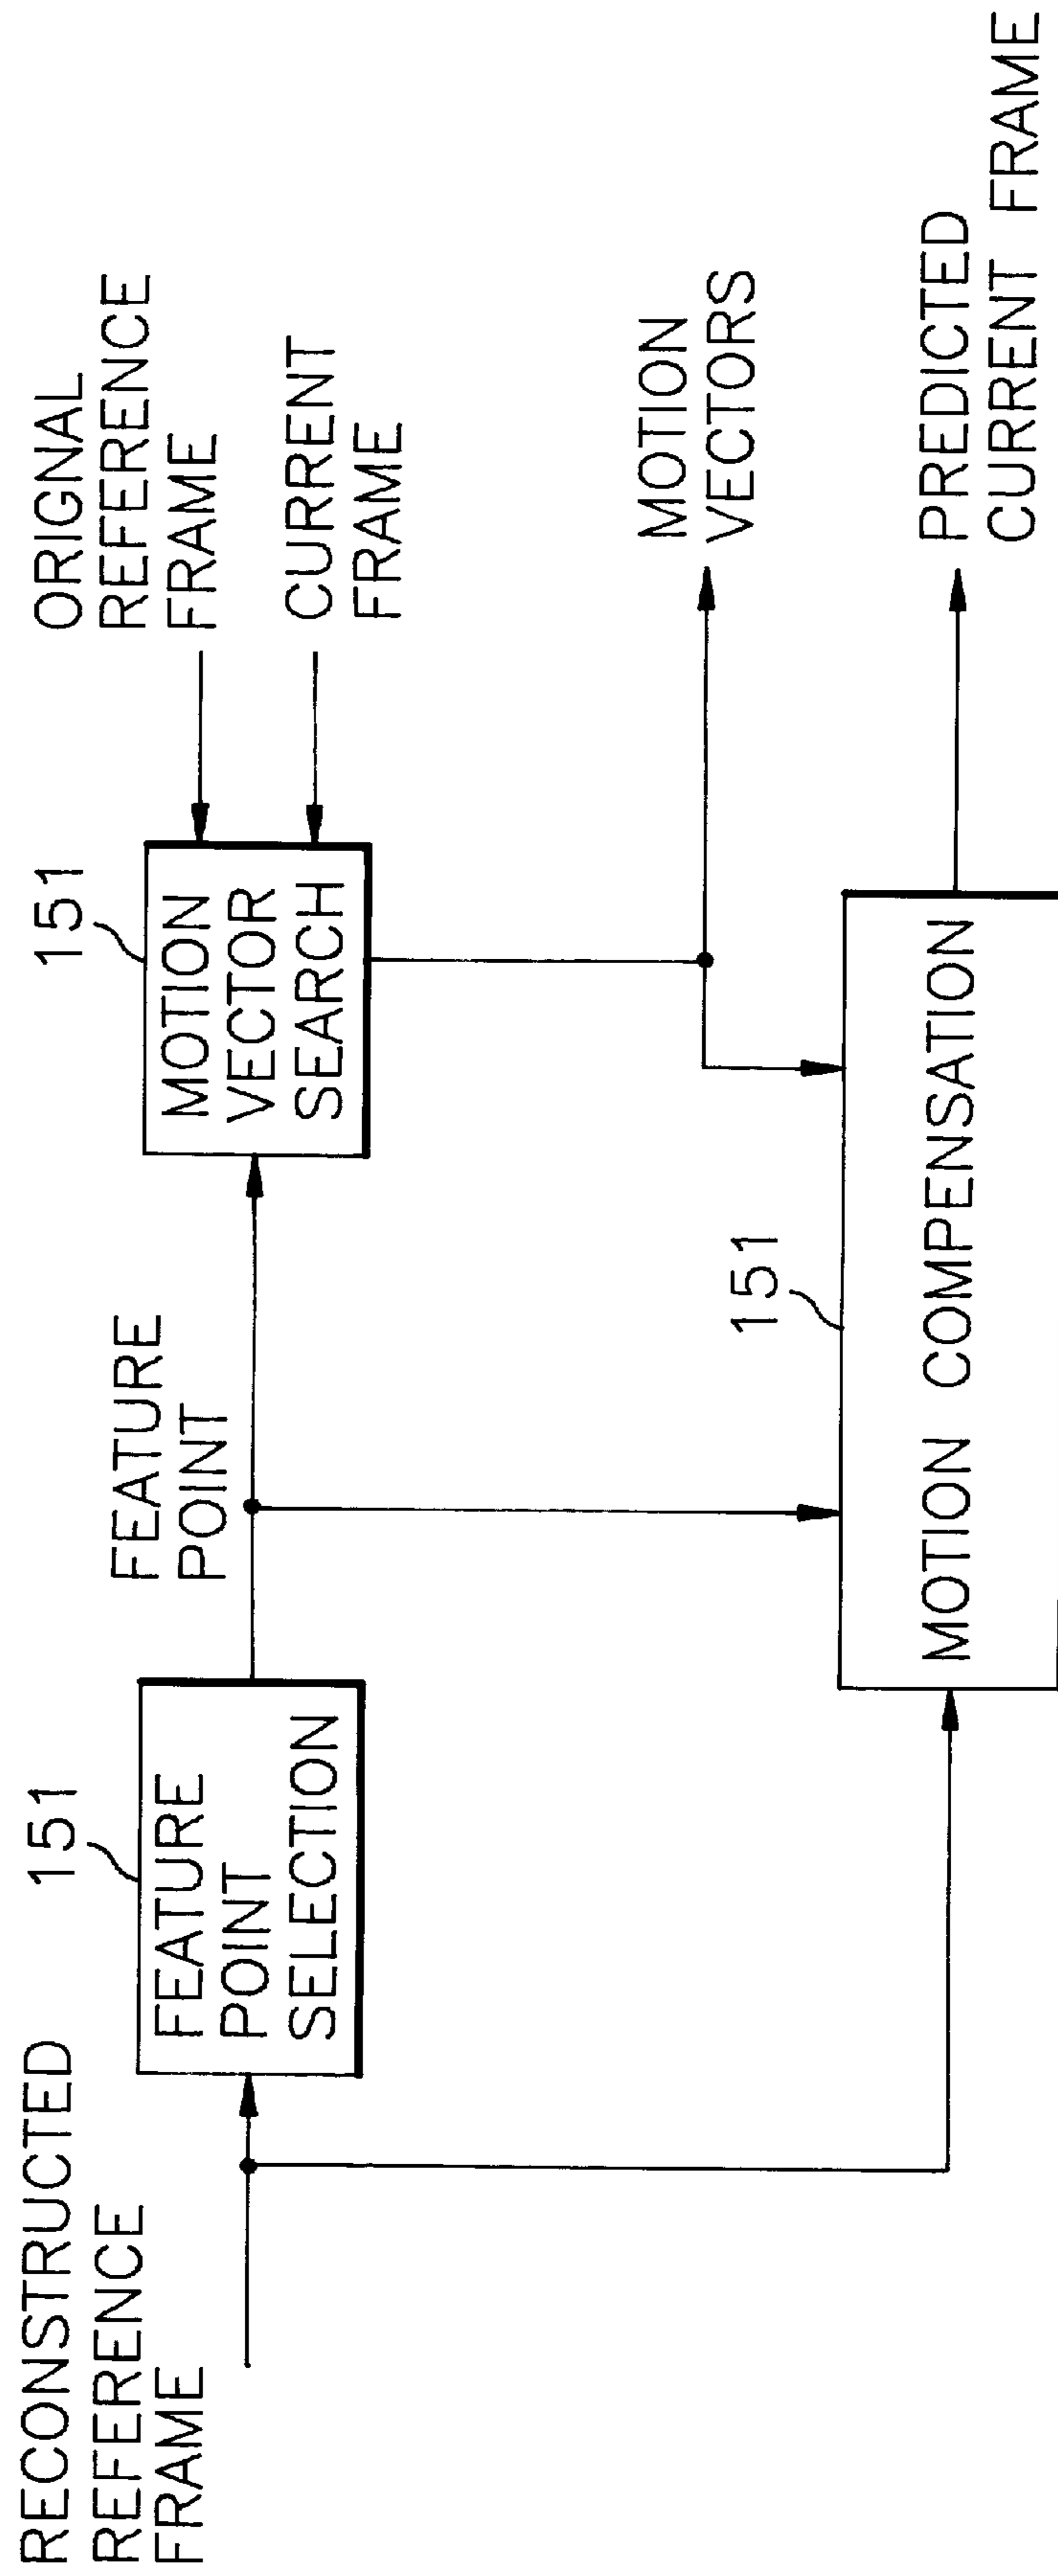 RECONSTRUCTED
REFERENCE
FRAME
151
FEATURE
POINT
SELECTION
FEATURE
POINT
151
MOTION
VECTOR
SEARCH
ORIGNAL
REFERENCE
FRAME
CURRENT
FRAME
MOTION
VECTORS
151
MOTION COMPENSATION
PREDICTED
CURRENT FRAME